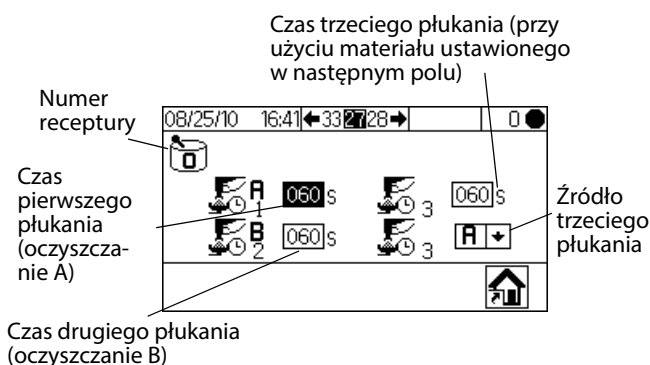 Czas trzeciego płukania (przy
użyciu materiału ustawionego
w następnym polu)
Numer
receptury
08/25/10 16:41 33 27 28 0
0
Czas
pierwszego
płukania
(oczyszcza-
nie A)
A 1 060 s 3 060 s
B 2 060 s 3 A
Źródło
trzeciego
płukania
Czas drugiego płukania
(oczyszczanie B)